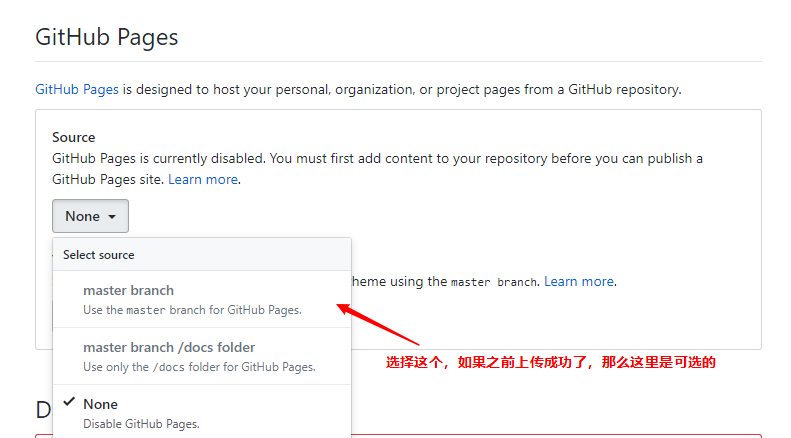 GitHub Pages
GitHub Pages is designed to host your personal, organization, or project pages from a GitHub repository.
Source
GitHub Pages is currently disabled. You must first add content to your repository before you can publish a
GitHub Pages site. Learn more.
None
Select source
heme using the master branch. Learn more.
master branch
Use the master branch for GitHub Pages.
master branch /docs folder
Use only the /docs folder for GitHub Pages.
选择这个，如果之前上传成功了，那么这里是可选的
None
Disable GitHub Pages.
D